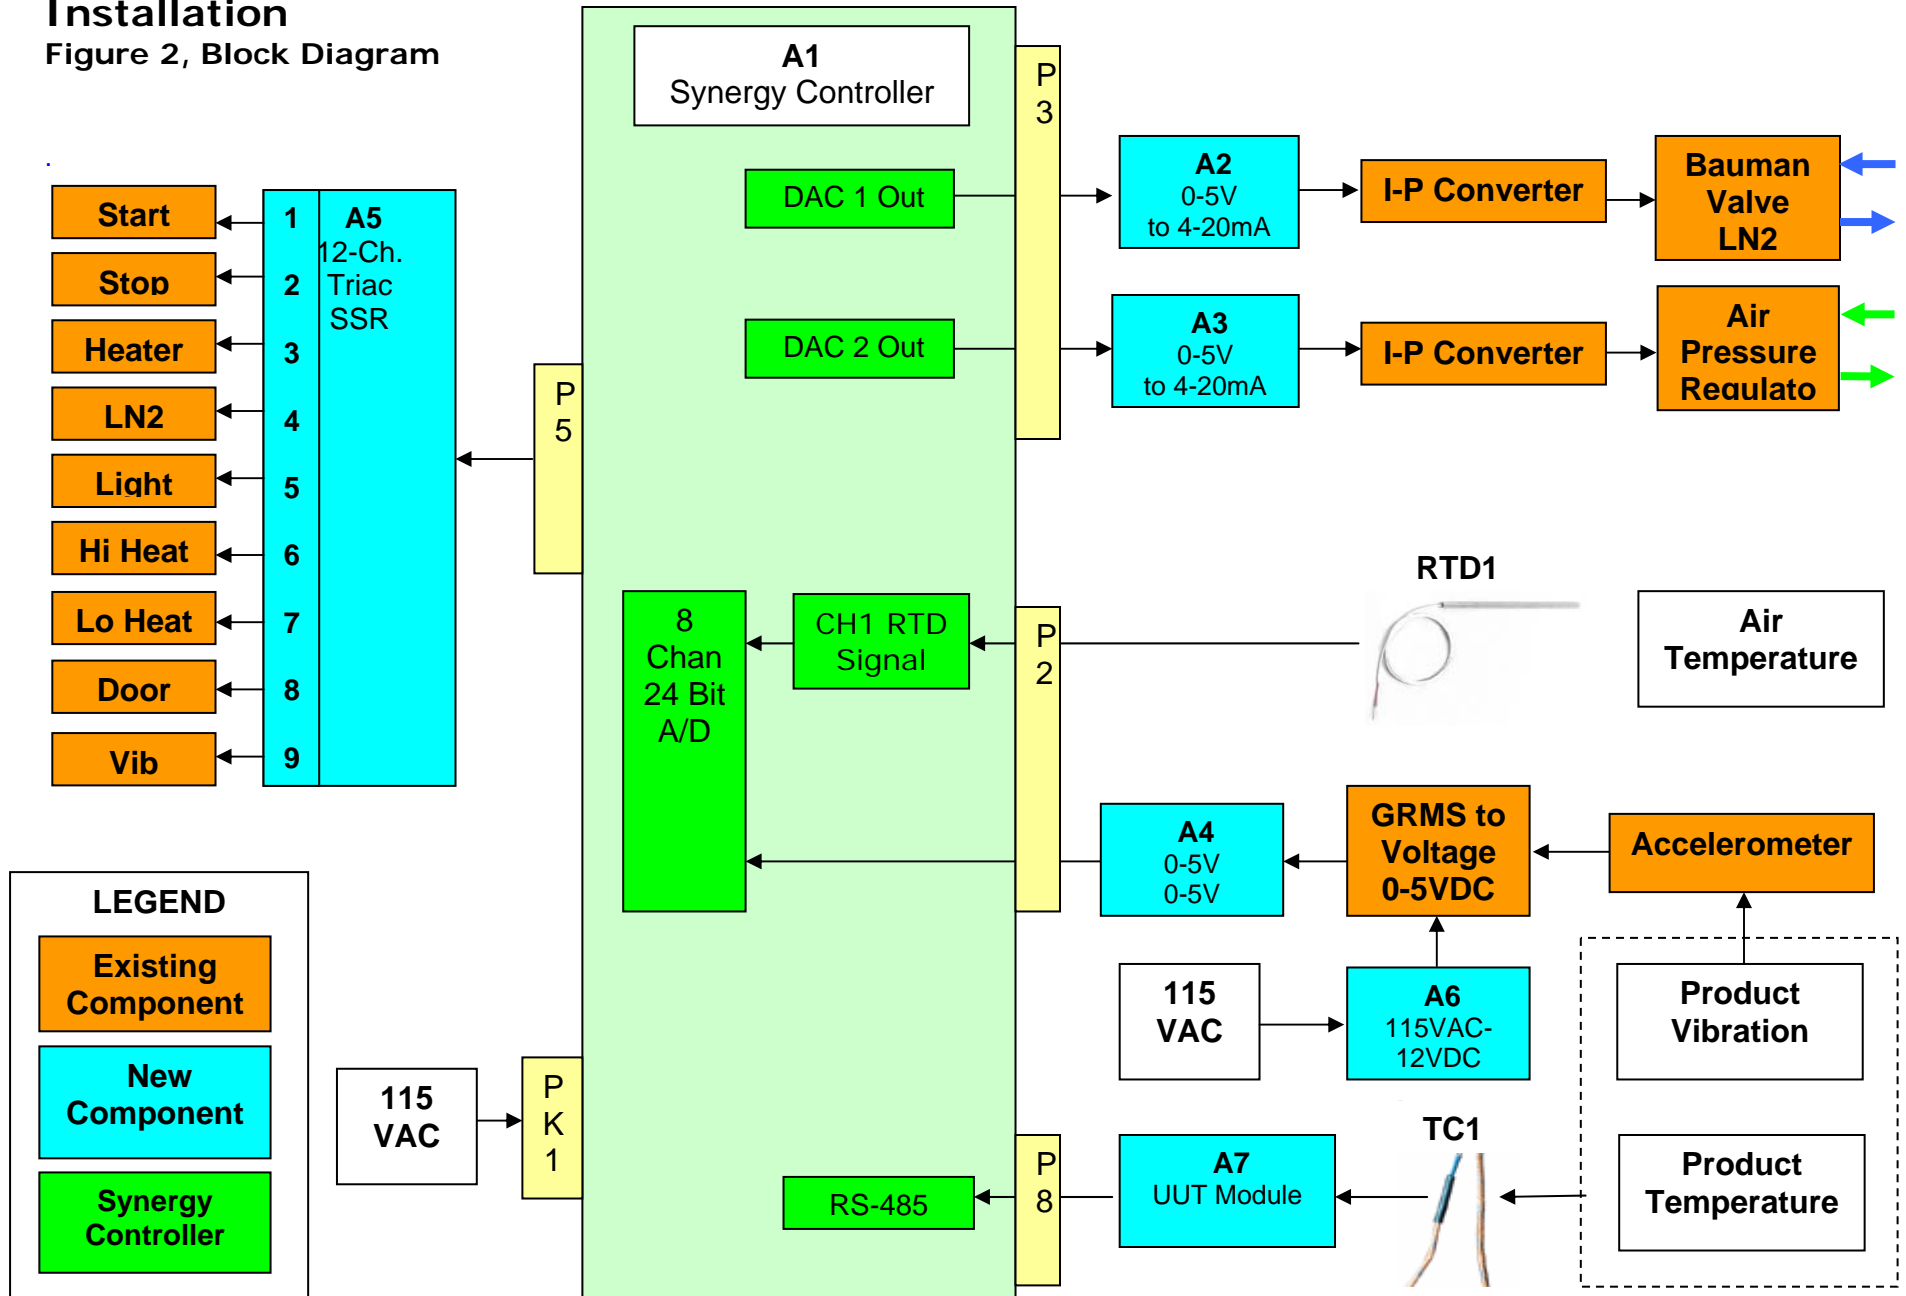 Installation
Figure 2, Block Diagram
A1
Synergy Controller
P
3
DAC 1 Out
A2
0-5V
to 4-20mA
I-P Converter
Bauman
Valve
LN2
DAC 2 Out
A3
0-5V
to 4-20mA
I-P Converter
Air
Pressure
Regulato
Start
Stop
Heater
LN2
Light
Hi Heat
Lo Heat
Door
Vib
1
2
3
4
5
6
7
8
9
A5
12-Ch.
Triac
SSR
P
5
8
Chan
24 Bit
A/D
CH1 RTD
Signal
P
2
RTD1
Air
Temperature
A4
0-5V
0-5V
GRMS to
Voltage
0-5VDC
Accelerometer
115
VAC
A6
115VAC-
12VDC
Product
Vibration
LEGEND
Existing
Component
New
Component
Synergy
Controller
115
VAC
P
K
1
RS-485
P
8
A7
UUT Module
TC1
Product
Temperature